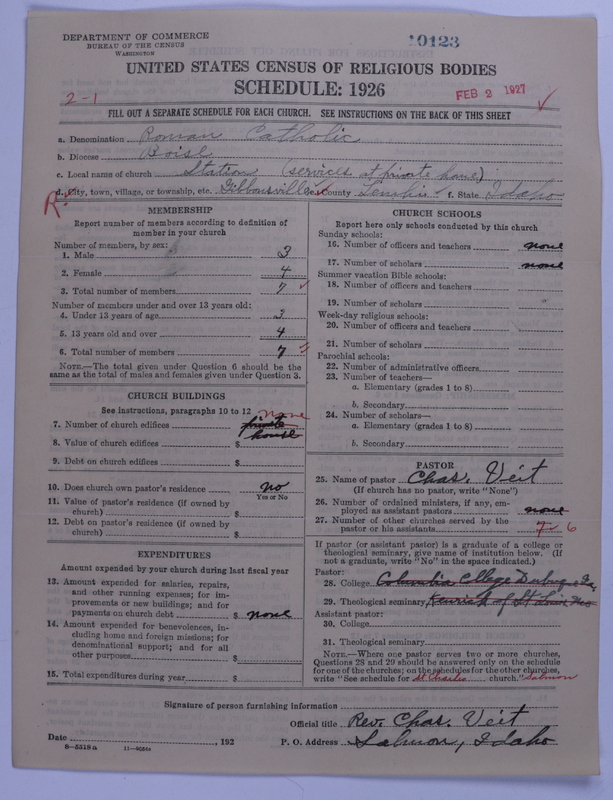 DEPARTMENT OF COMMERCE
BUREAU OF THE CENSUS
WASHINGTON
10123
UNITED STATES CENSUS OF RELIGIOUS BODIES
SCHEDULE: 1926
2-1
FEB 2 1927
FILL OUT A SEPARATE SCHEDULE FOR EACH CHURCH. SEE INSTRUCTIONS ON THE BACK OF THIS SHEET
a. Denomination Roman Catholic
b. Diocese Boise
c. Local name of church Station (services at private home)
d. City, town, village, or township, etc. Gibbonsville e. County Lemhi f. State Idaho
R.
MEMBERSHIP
Report number of members according to definition of
member in your church
Number of members, by sex:
1. Male 3
2. Female 4
3. Total number of members 7
Number of members under and over 13 years old:
4. Under 13 years of age 3
5. 13 years old and over 4
6. Total number of members 7
NOTE.—The total given under Question 6 should be the
same as the total of males and females given under Question 3.
CHURCH BUILDINGS
See instructions, paragraphs 10 to 12
none
7. Number of church edifices private
8. Value of church edifices $ house
9. Debt on church edifices $
10. Does church own pastor's residence no
Yes or No
11. Value of pastor's residence (if owned by
church) $
12. Debt on pastor's residence (if owned by
church) $
EXPENDITURES
Amount expended by your church during last fiscal year
13. Amount expended for salaries, repairs,
and other running expenses; for im-
provements or new buildings; and for
payments on church debt $ none
14. Amount expended for benevolences, in-
cluding home and foreign missions; for
denominational support; and for all
other purposes $
15. Total expenditures during year $
CHURCH SCHOOLS
Report here only schools conducted by this church
Sunday schools:
16. Number of officers and teachers none
17. Number of scholars none
Summer vacation Bible schools:
18. Number of officers and teachers
19. Number of scholars
Week-day religious schools:
20. Number of officers and teachers
21. Number of scholars
Parochial schools:
22. Number of administrative officers
23. Number of teachers—
a. Elementary (grades 1 to 8)
b. Secondary
24. Number of scholars—
a. Elementary (grades 1 to 8)
b. Secondary
PASTOR
25. Name of pastor Chas. Veit
(If church has no pastor, write "None")
26. Number of ordained ministers, if any, em-
ployed as assistant pastors none
27. Number of other churches served by the
pastor or his assistants 7 6
If pastor (or assistant pastor) is a graduate of a college or
theological seminary, give name of institution below. (If
not a graduate, write "No" in the space indicated.)
Pastor:
28. College Columbia College Dubuque Ia.
29. Theological seminary Kenrick of St Louis Mo
Assistant pastor:
30. College
31. Theological seminary
NOTE.—Where one pastor serves two or more churches,
Questions 28 and 29 should be answered only on the schedule
for one of the churches; on the schedules for the other churches,
write "See schedule for St Charles church." Salmon
Signature of person furnishing information
Official title Rev. Chas. Veit
Date , 192 P. O. Address Salmon, Idaho
8-5518a